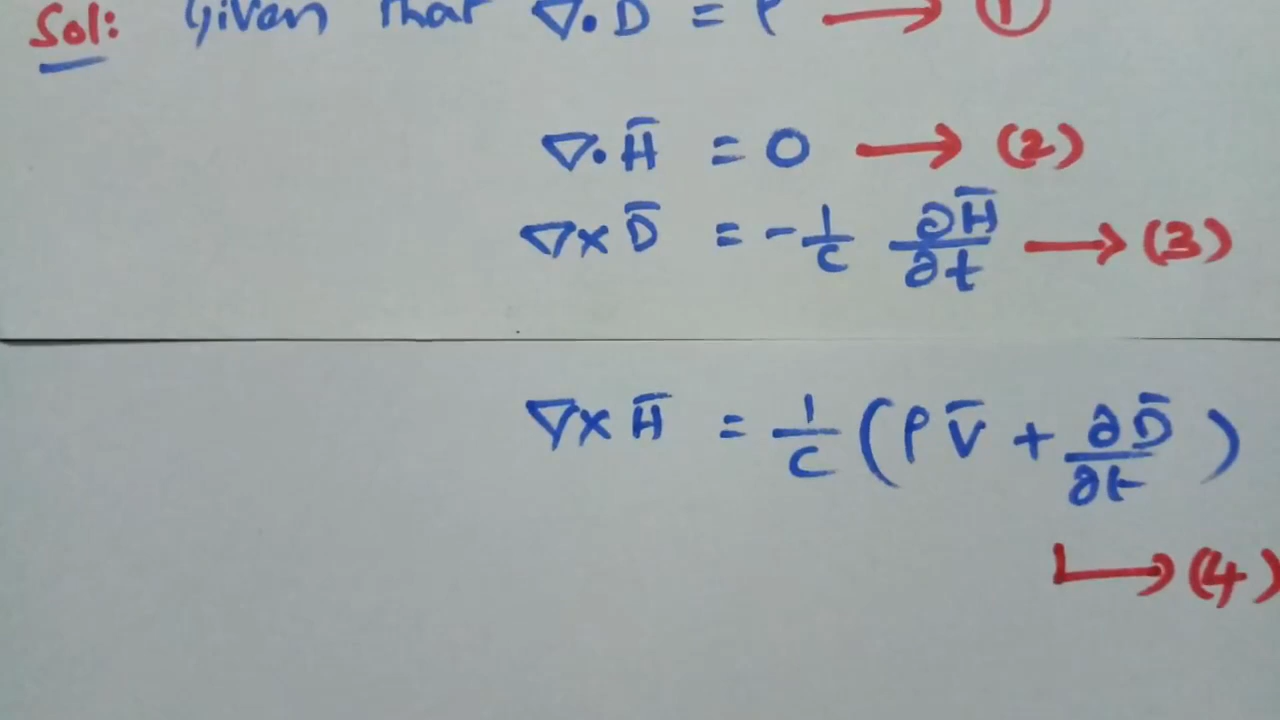 Sol: Given that ∇·D = ρ → ①
∇·H̄ = 0 → (2)
∇×D̄ = -1/c ∂H̄/∂t → (3)
∇×H̄ = 1/c (ρV̄ + ∂D̄/∂t)
↳ (4)